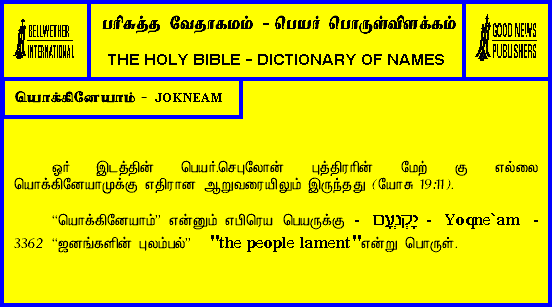 BELLWETHER
INTERNATIONAL
பரிசுத்த வேதாகமம் - பெயர் பொருள்விளக்கம்
THE HOLY BIBLE - DICTIONARY OF NAMES
GOOD NEWS
PUBLISHERS
யொக்கினேயாம் - JOKNEAM
ஓர் இடத்தின் பெயர்.செபுலோன் புத்திரரின் மேற் கு எல்லை
யொக்கினேயாமுக்கு எதிரான ஆறுவரையிலும் இருந்தது (யோசு 19:11).
“யொக்கினேயாம்” என்னும் எபிரெய பெயருக்கு - יָקְנְעָם - Yoqne`am -
3362 “ஜனங்களின் புலம்பல்” "the people lament"என்று பொருள்.